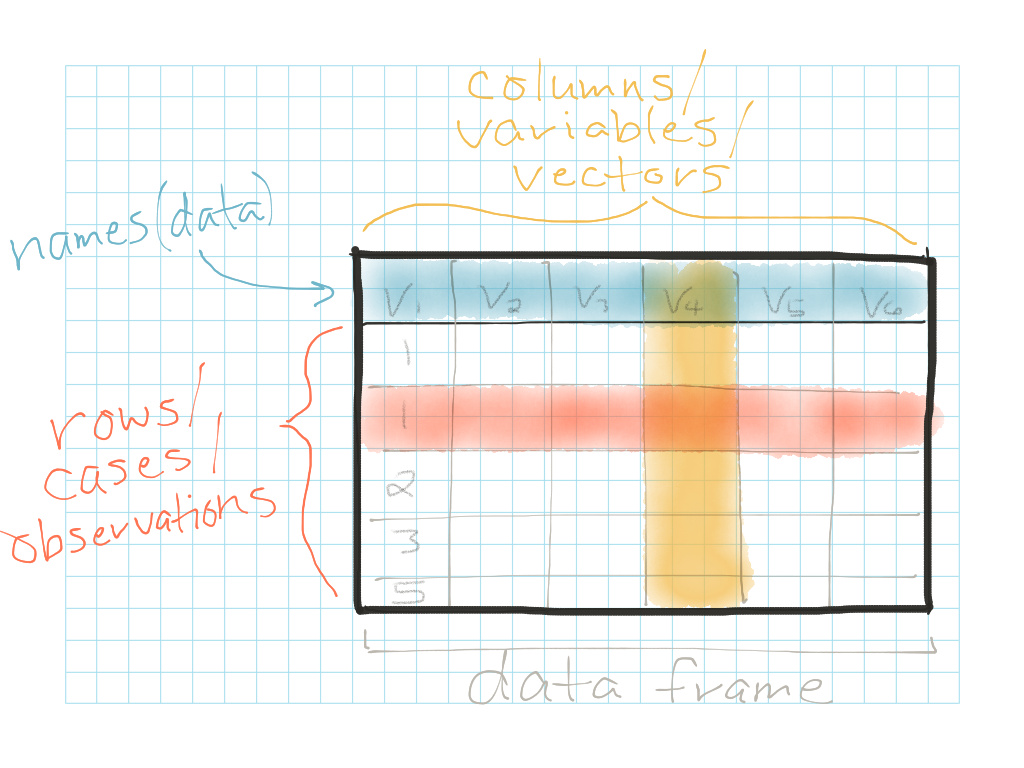 columns/
variables/
vectors
names(data)
V1 V2 V3 V4 V5 V6
1
1
2
3
5
rows/
cases/
observations
data frame